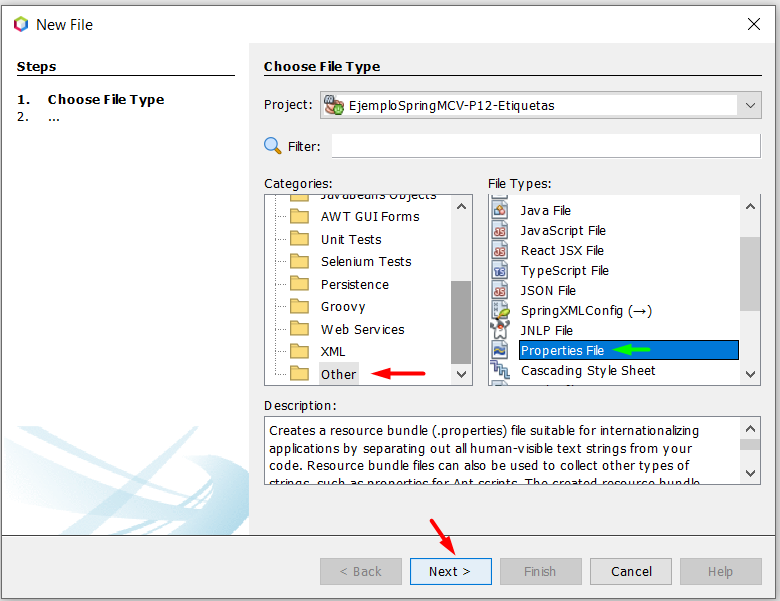 New File
Steps
1. Choose File Type
2. ...
Choose File Type
Project: EjemploSpringMCV-P12-Etiquetas
Filter:
Categories:
JavaBeans Objects
AWT GUI Forms
Unit Tests
Selenium Tests
Persistence
Groovy
Web Services
XML
Other
File Types:
Java File
JavaScript File
React JSX File
TypeScript File
JSON File
SpringXMLConfig (→)
JNLP File
Properties File
Cascading Style Sheet
Description:
Creates a resource bundle (.properties) file suitable for internationalizing
applications by separating out all human-visible text strings from your
code. Resource bundle files can also be used to collect other types of
strings, such as properties for Ant scripts. The created resource bundle
< Back
Next >
Finish
Cancel
Help